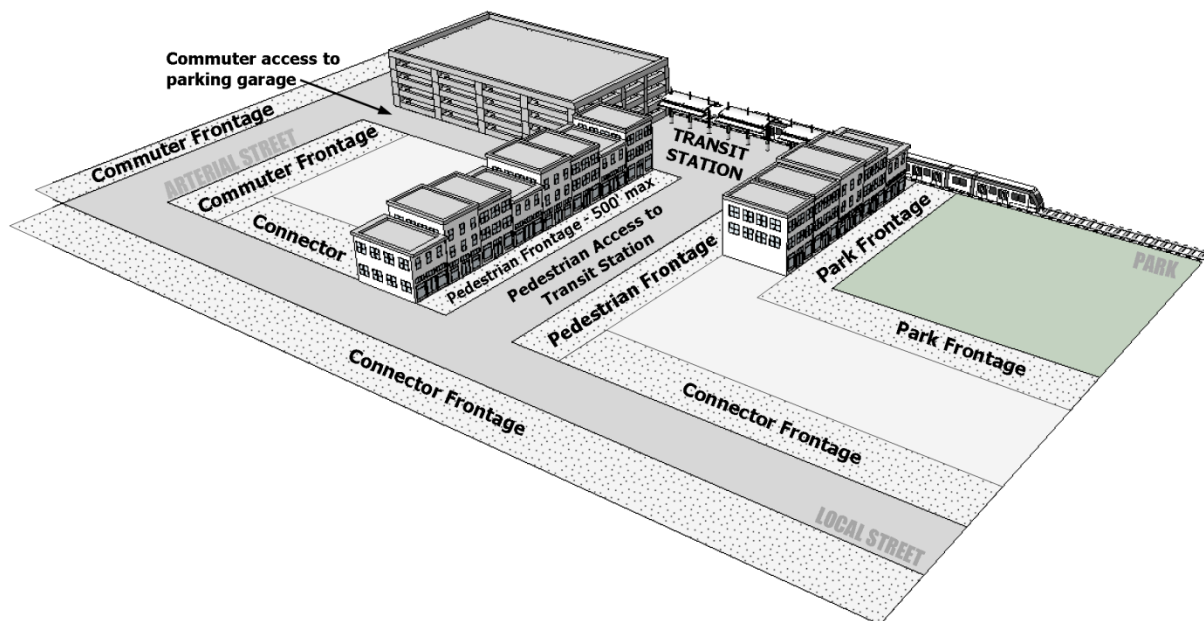 Commuter access to
parking garage
Commuter Frontage
ARTERIAL STREET
Commuter Frontage
Connector
TRANSIT
STATION
Pedestrian Frontage - 500' max
Pedestrian Access to
Transit Station
Pedestrian Frontage
Park Frontage
PARK
Park Frontage
Connector Frontage
Connector Frontage
LOCAL STREET